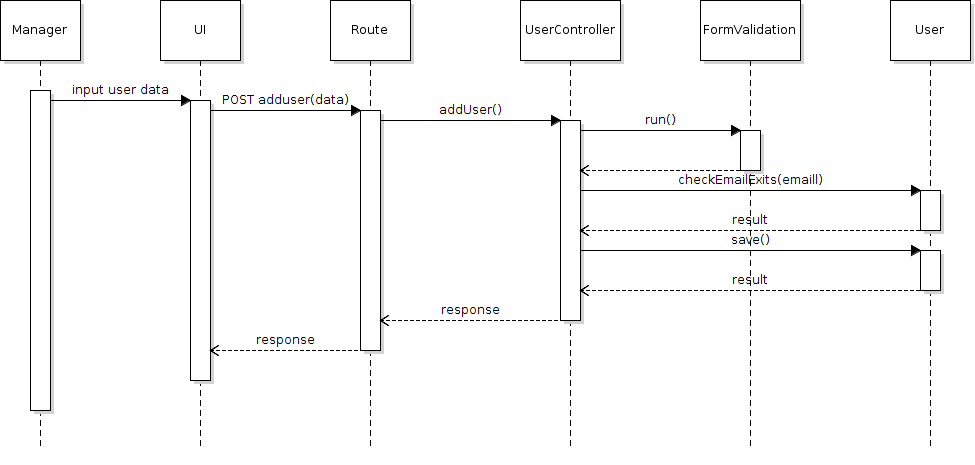 Manager
UI
Route
UserController
FormValidation
User
input user data
POST adduser(data)
addUser()
run()
checkEmailExits(emaill)
result
save()
result
response
response